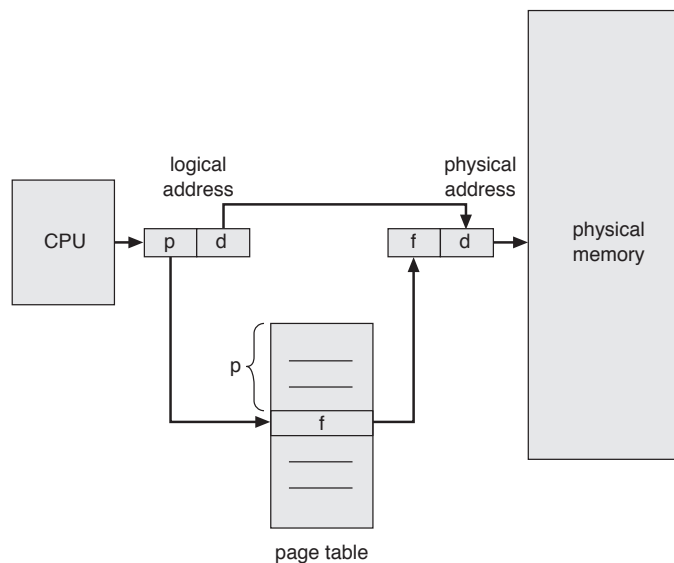 logical
address
physical
address
CPU
p
d
f
d
physical
memory
p
f
page table